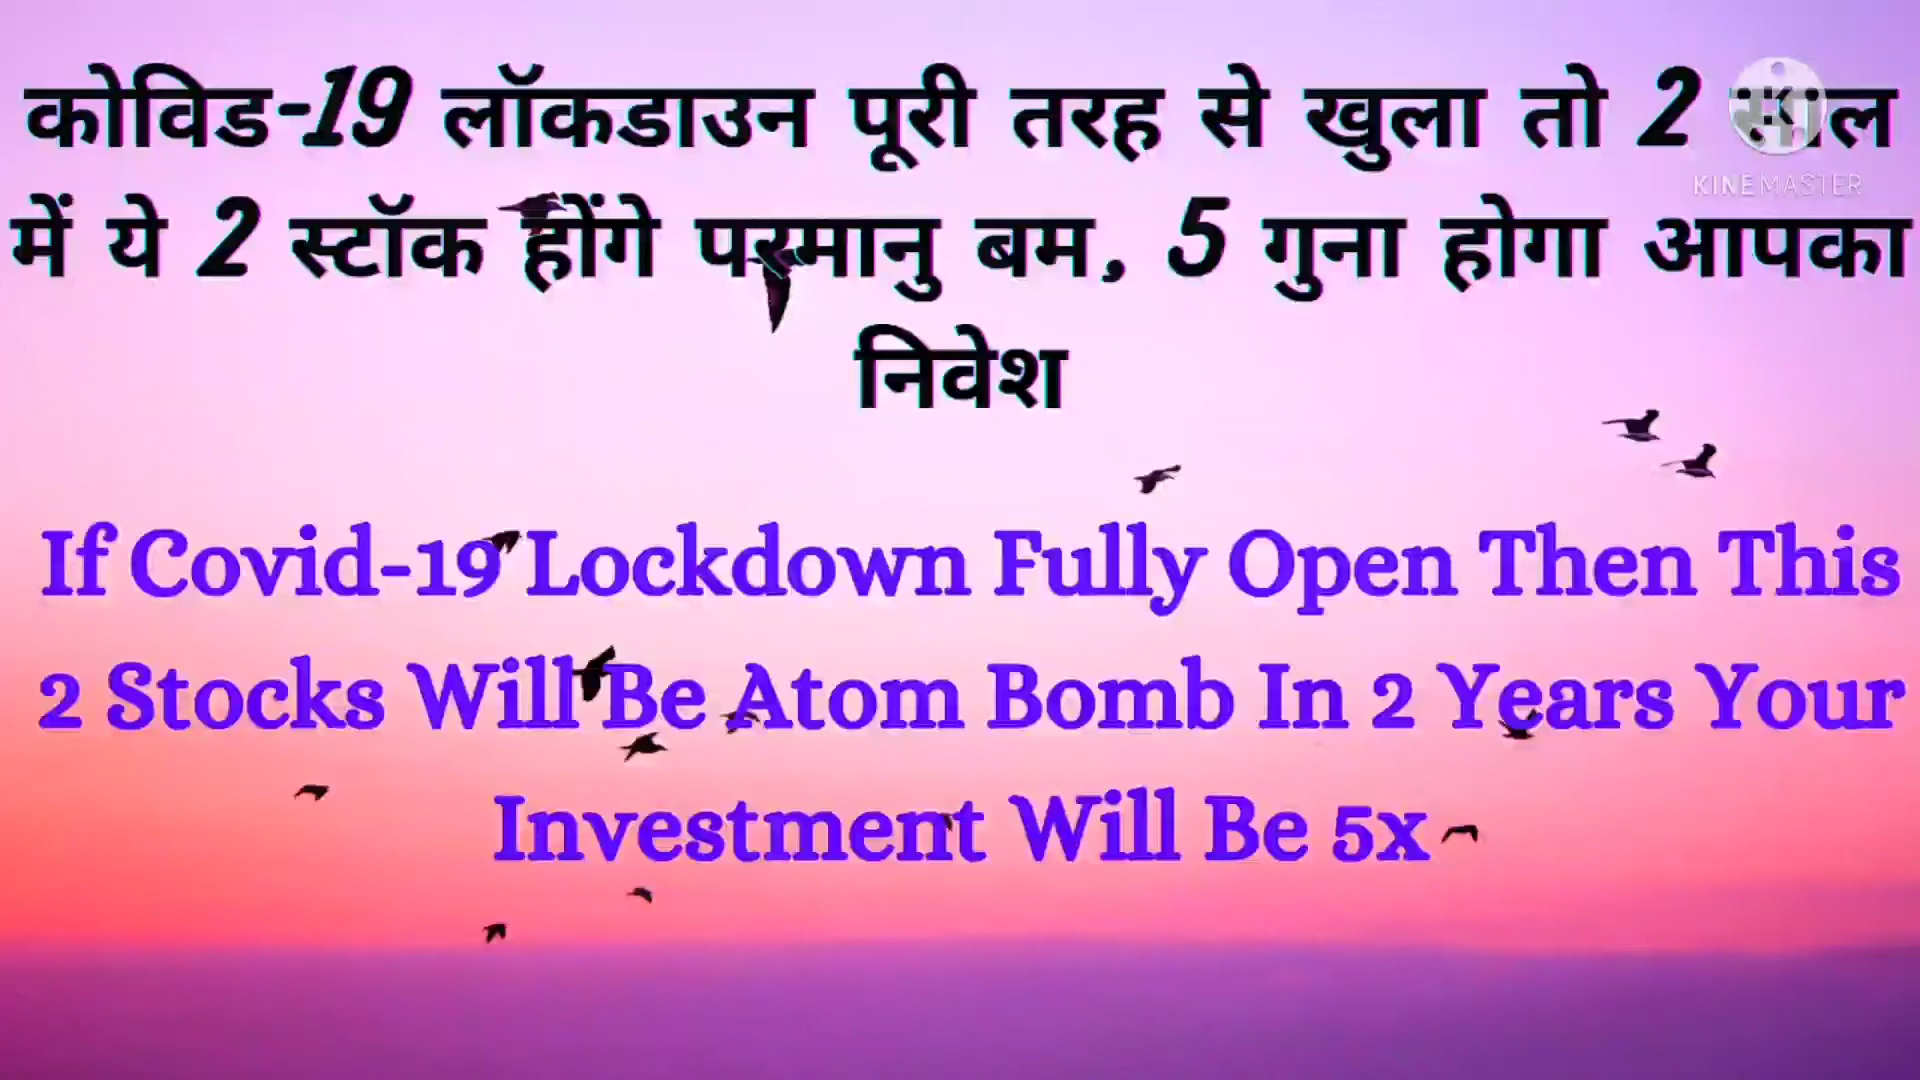 कोविड-19 लॉकडाउन पूरी तरह से खुला तो 2 साल
में ये 2 स्टॉक होंगे परमानु बम, 5 गुना होगा आपका
निवेश
If Covid-19 Lockdown Fully Open Then This
2 Stocks Will Be Atom Bomb In 2 Years Your
Investment Will Be 5x
K
KINEMASTER